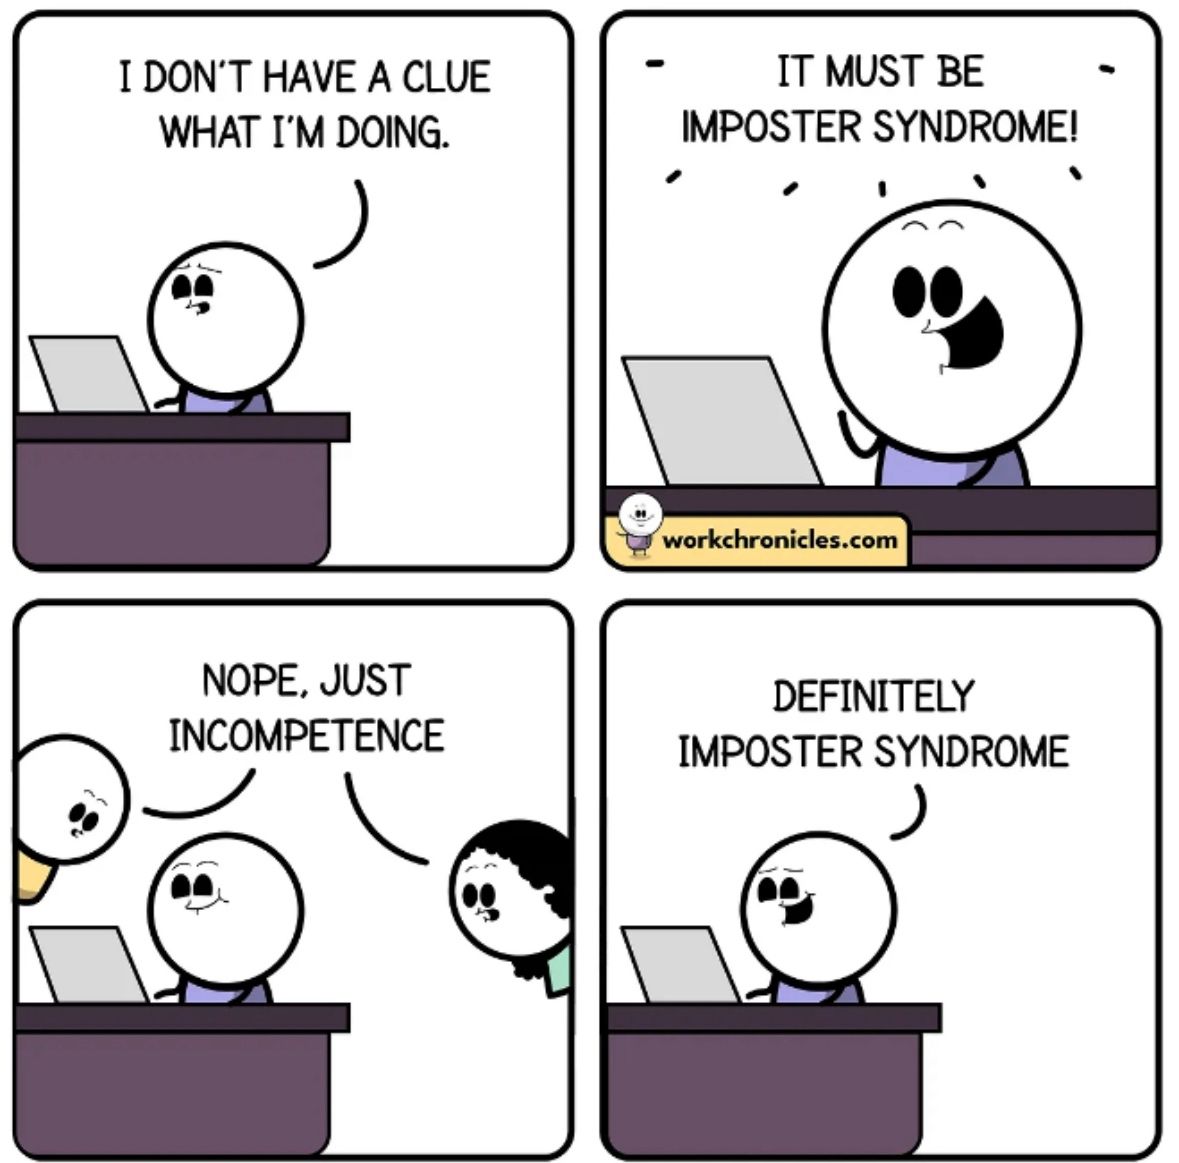 I DON'T HAVE A CLUE
WHAT I'M DOING.
IT MUST BE
IMPOSTER SYNDROME!
workchronicles.com
NOPE, JUST
INCOMPETENCE
DEFINITELY
IMPOSTER SYNDROME